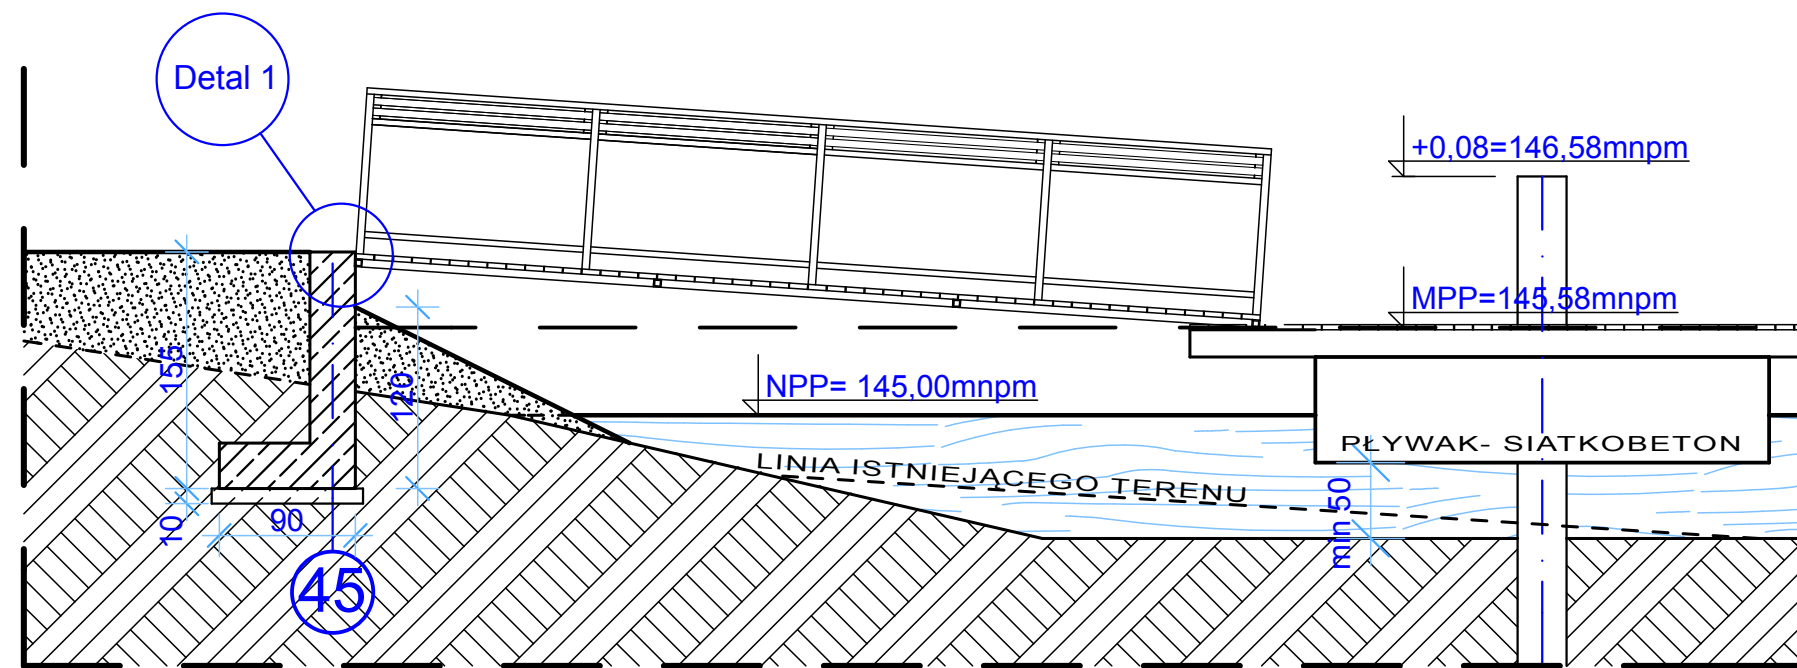 Detal 1
+0,08=146,58mnpm
MPP=145,58mnpm
NPP= 145,00mnpm
155
120
PŁYWAK- SIATKOBETON
LINIA ISTNIEJĄCEGO TERENU
min 50
10
90
45